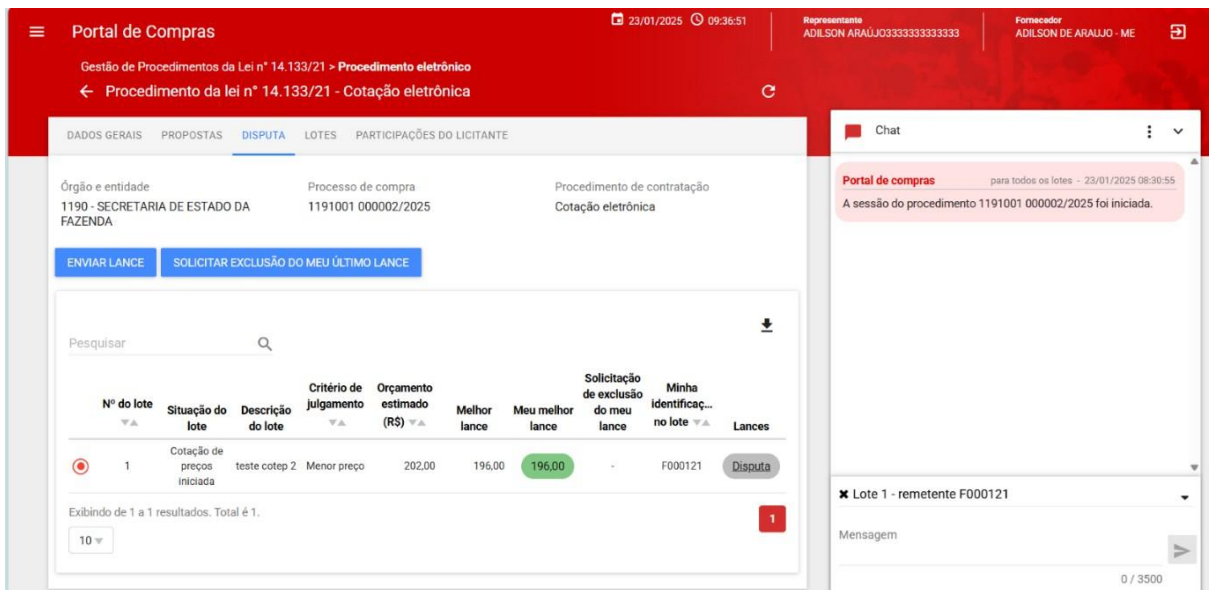 Portal de Compras
23/01/2025 09:36:51
Representante
ADILSON ARAÚJO3333333333333
Fornecedor
ADILSON DE ARAUJO - ME
Gestão de Procedimentos da Lei n° 14.133/21 > Procedimento eletrônico
Procedimento da lei n° 14.133/21 - Cotação eletrônica
DADOS GERAIS PROPOSTAS DISPUTA LOTES PARTICIPAÇÕES DO LICITANTE
Órgão e entidade
1190 - SECRETARIA DE ESTADO DA
FAZENDA
Processo de compra
1191001 000002/2025
Procedimento de contratação
Cotação eletrônica
ENVIAR LANCE
SOLICITAR EXCLUSÃO DO MEU ÚLTIMO LANCE
Pesquisar
Nº do lote
Situação do
lote
Descrição
do lote
Critério de
julgamento
Orçamento
estimado
(R$)
Melhor
lance
Meu melhor
lance
Solicitação
de exclusão
do meu
lance
Minha
identificaç...
no lote
Lances
1
Cotação de
preços
iniciada
teste cotep 2
Menor preço
202,00
196,00
196,00
-
F000121
Disputa
Exibindo de 1 a 1 resultados. Total é 1.
1
10
Chat
Portal de compras
para todos os lotes - 23/01/2025 08:30:55
A sessão do procedimento 1191001 000002/2025 foi iniciada.
Lote 1 - remetente F000121
Mensagem
0 / 3500